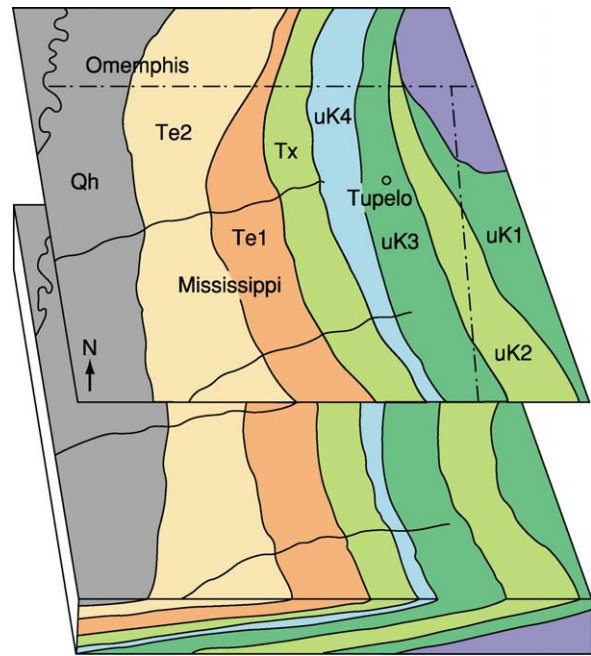 Omemphis
Te2
uK4
Tx
Qh
Tupelo
Te1
uK3
uK1
Mississippi
N
uK2